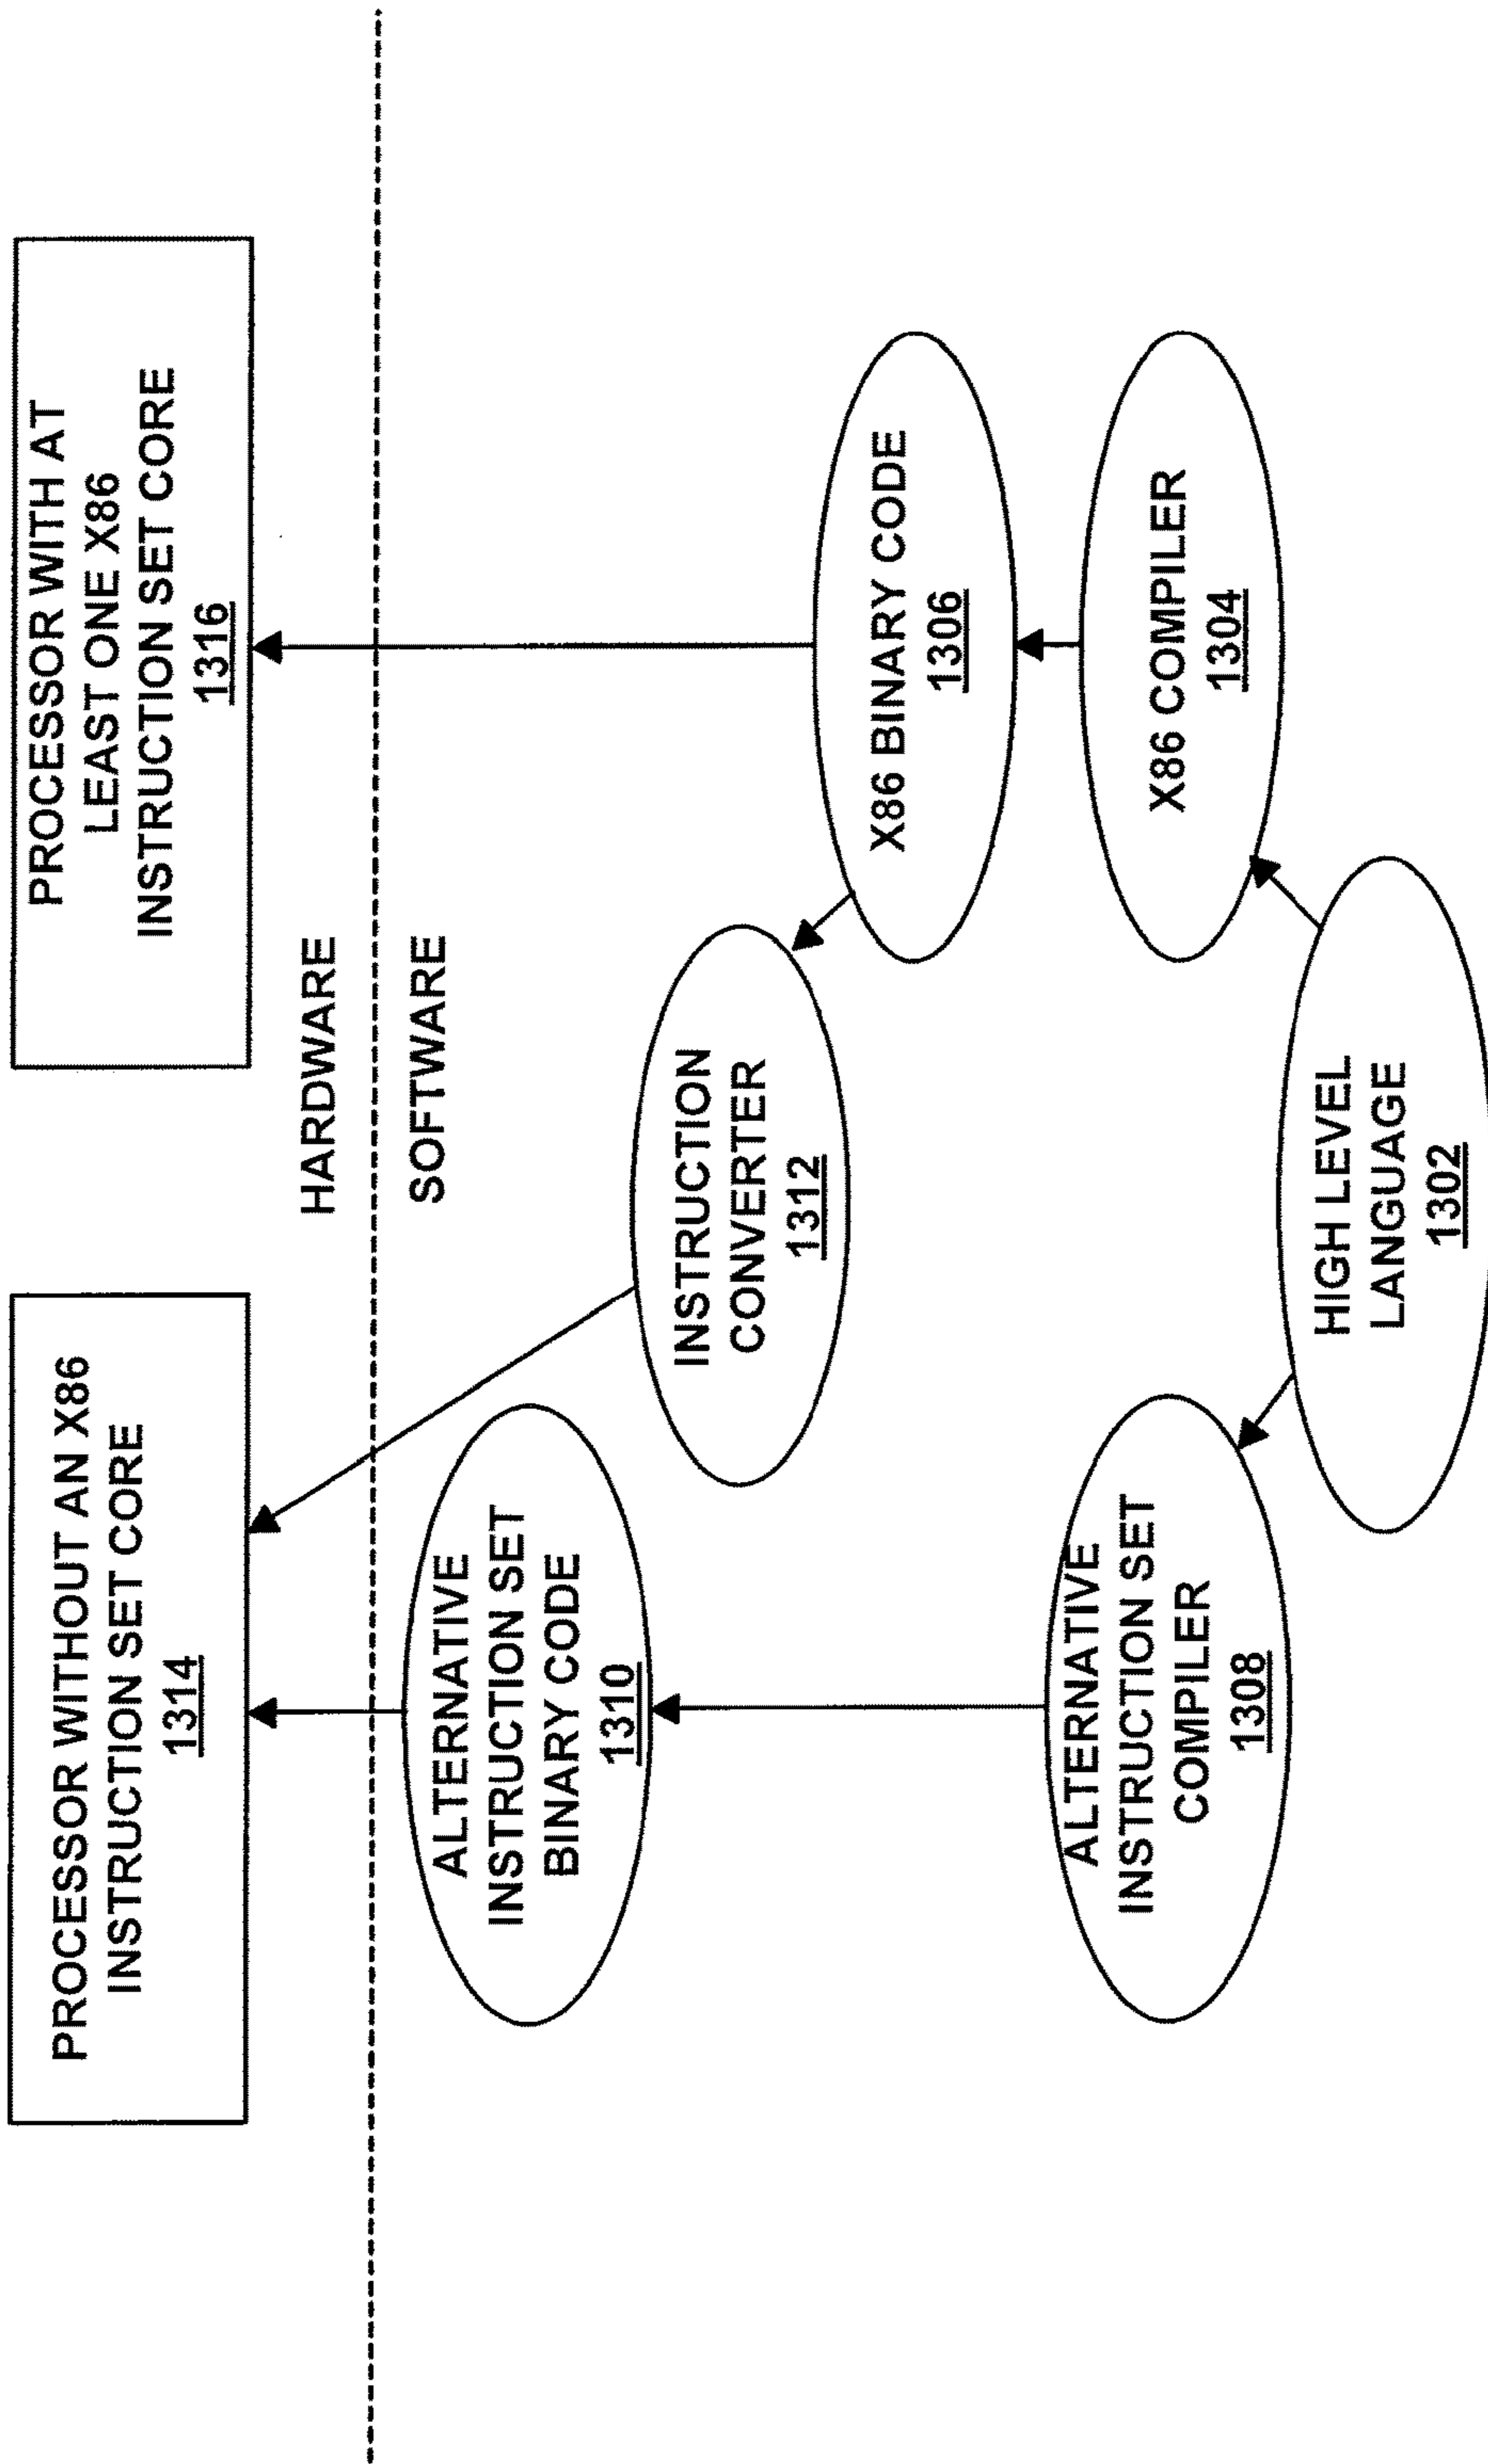 PROCESSOR WITHOUT AN X86
INSTRUCTION SET CORE
1314
PROCESSOR WITH AT
LEAST ONE X86
INSTRUCTION SET CORE
1316
HARDWARE
SOFTWARE
ALTERNATIVE
INSTRUCTION SET
BINARY CODE
1310
INSTRUCTION
CONVERTER
1312
X86 BINARY CODE
1306
ALTERNATIVE
INSTRUCTION SET
COMPILER
1308
X86 COMPILER
1304
HIGH LEVEL
LANGUAGE
1302